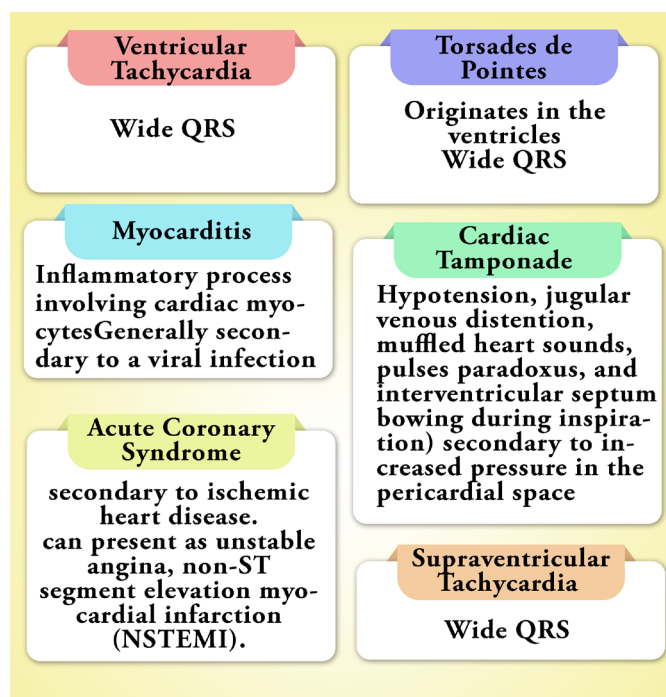 Ventricular
Tachycardia
Wide QRS
Torsades de
Pointes
Originates in the
ventricles
Wide QRS
Myocarditis
Inflammatory process
involving cardiac myo-
cytesGenerally secon-
dary to a viral infection
Cardiac
Tamponade
Hypotension, jugular
venous distention,
muffled heart sounds,
pulses paradoxus, and
interventricular septum
bowing during inspira-
tion) secondary to in-
creased pressure in the
pericardial space
Acute Coronary
Syndrome
secondary to ischemic
heart disease.
can present as unstable
angina, non-ST
segment elevation myo-
cardial infarction
(NSTEMI).
Supraventricular
Tachycardia
Wide QRS